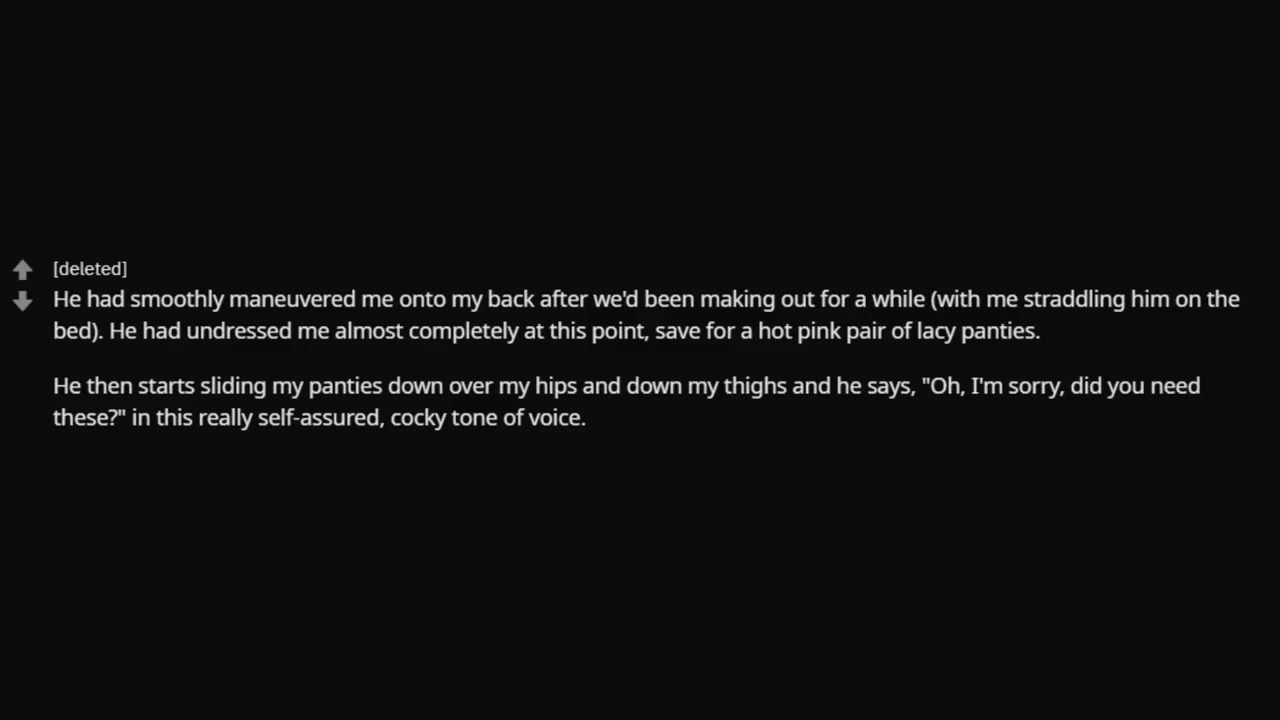 [deleted]
He had smoothly maneuvered me onto my back after we'd been making out for a while (with me straddling him on the
bed). He had undressed me almost completely at this point, save for a hot pink pair of lacy panties.
He then starts sliding my panties down over my hips and down my thighs and he says, "Oh, I'm sorry, did you need
these?" in this really self-assured, cocky tone of voice.